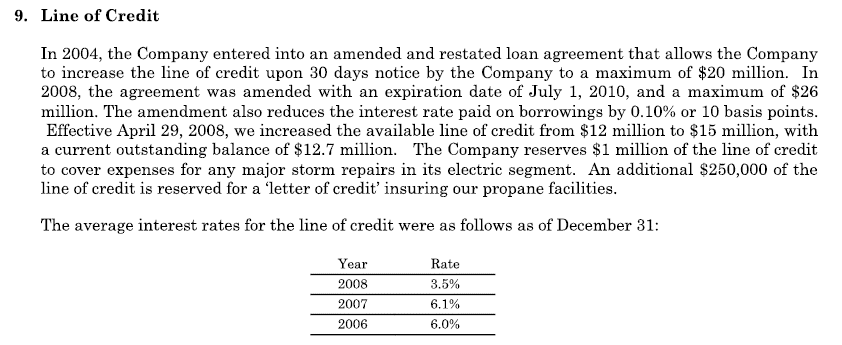 9. Line of Credit
In 2004, the Company entered into an amended and restated loan agreement that allows the Company
to increase the line of credit upon 30 days notice by the Company to a maximum of $20 million. In
2008, the agreement was amended with an expiration date of July 1, 2010, and a maximum of $26
million. The amendment also reduces the interest rate paid on borrowings by 0.10% or 10 basis points.
Effective April 29, 2008, we increased the available line of credit from $12 million to $15 million, with
a current outstanding balance of $12.7 million. The Company reserves $1 million of the line of credit
to cover expenses for any major storm repairs in its electric segment. An additional $250,000 of the
line of credit is reserved for a 'letter of credit' insuring our propane facilities.
The average interest rates for the line of credit were as follows as of December 31:
Year Rate
2008 3.5%
2007 6.1%
2006 6.0%